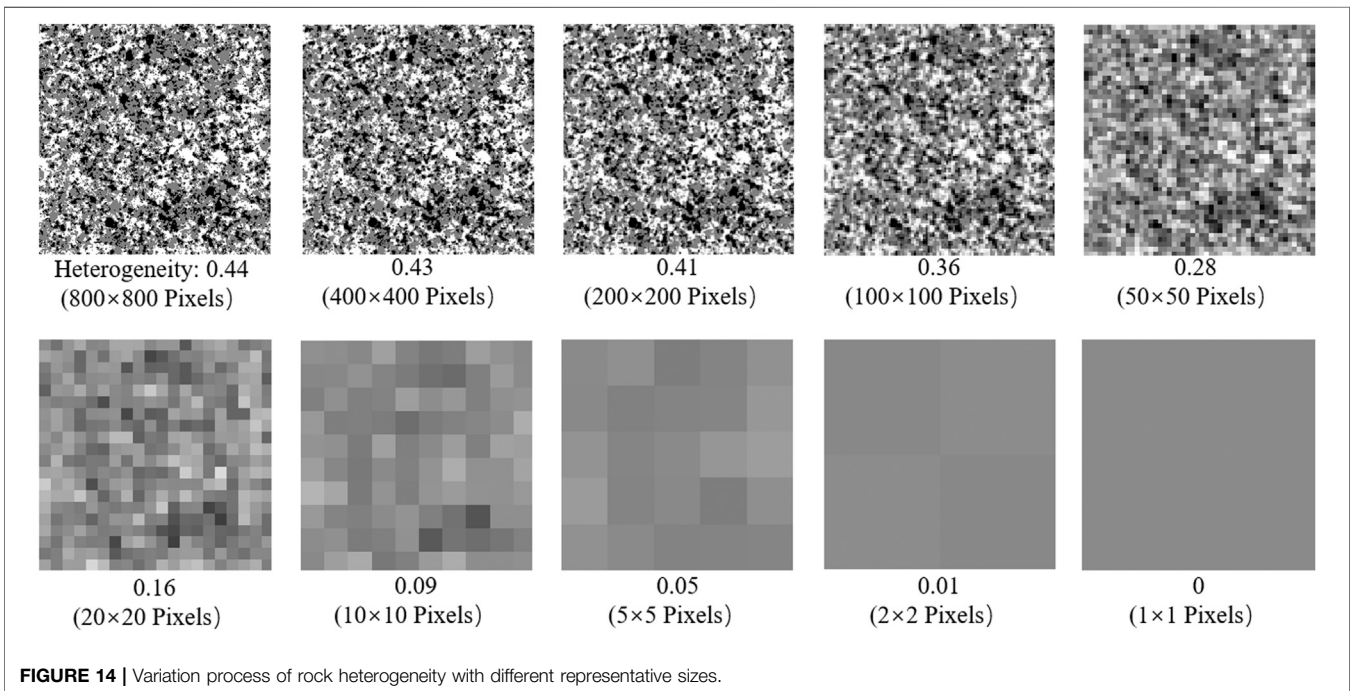 Heterogeneity: 0.44
(800×800 Pixels)
0.43
(400×400 Pixels)
0.41
(200×200 Pixels)
0.36
(100×100 Pixels)
0.28
(50×50 Pixels)
0.16
(20×20 Pixels)
0.09
(10×10 Pixels)
0.05
(5×5 Pixels)
0.01
(2×2 Pixels)
0
(1×1 Pixels)
FIGURE 14 | Variation process of rock heterogeneity with different representative sizes.